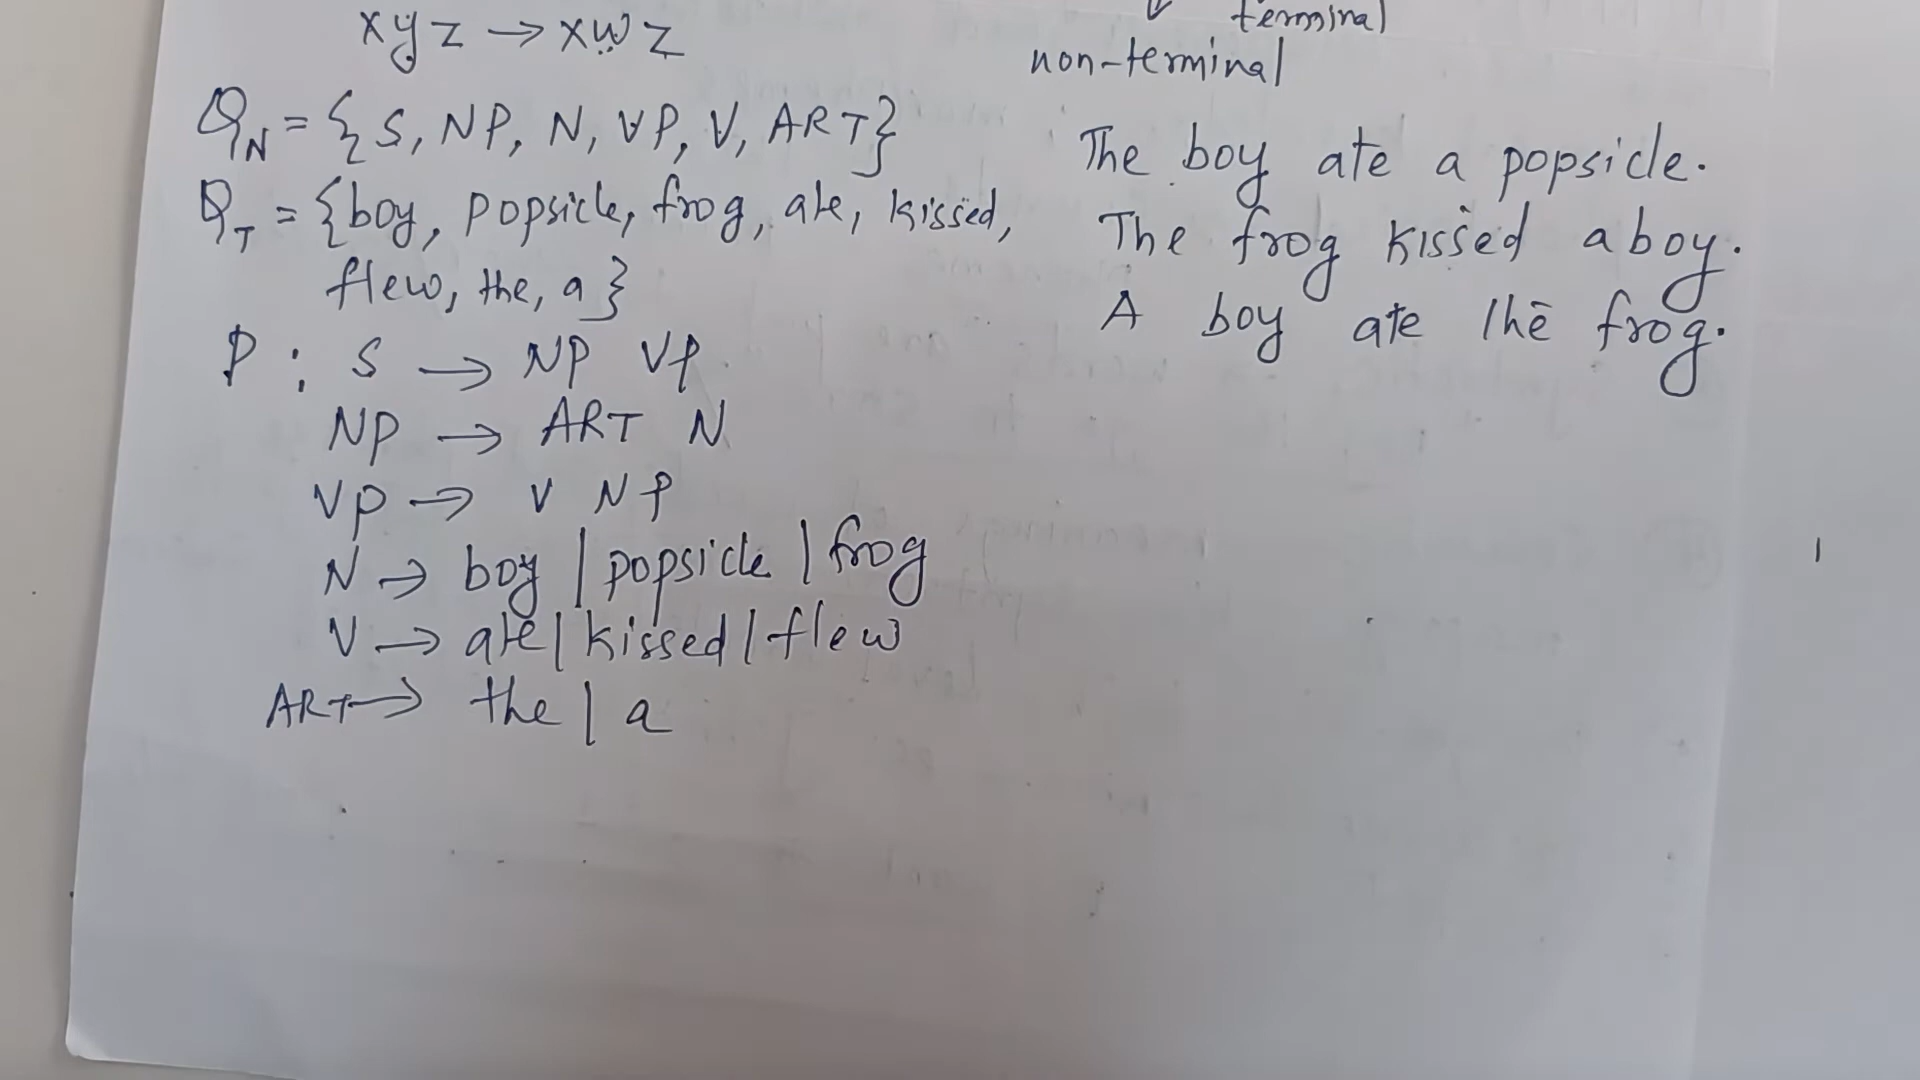 xyz → xwz
terminal
non-terminal
Q_N = {S, NP, N, VP, V, ART}
Q_T = {boy, popsicle, frog, ate, kissed,
flew, the, a}
P : S → NP VP
NP → ART N
VP → V NP
N → boy | popsicle | frog
V → ate | kissed | flew
ART → the | a
The boy ate a popsicle.
The frog kissed a boy.
A boy ate the frog.